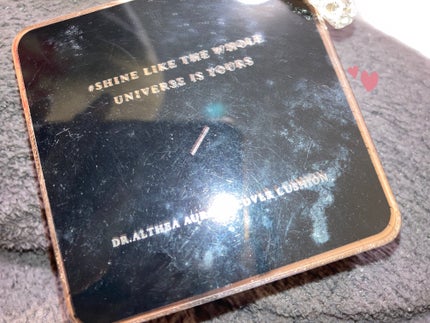 #SHINE LIKE THE WHOLE
UNIVERSE IS YOURS
DR.ALTHEA COVER CUSHION